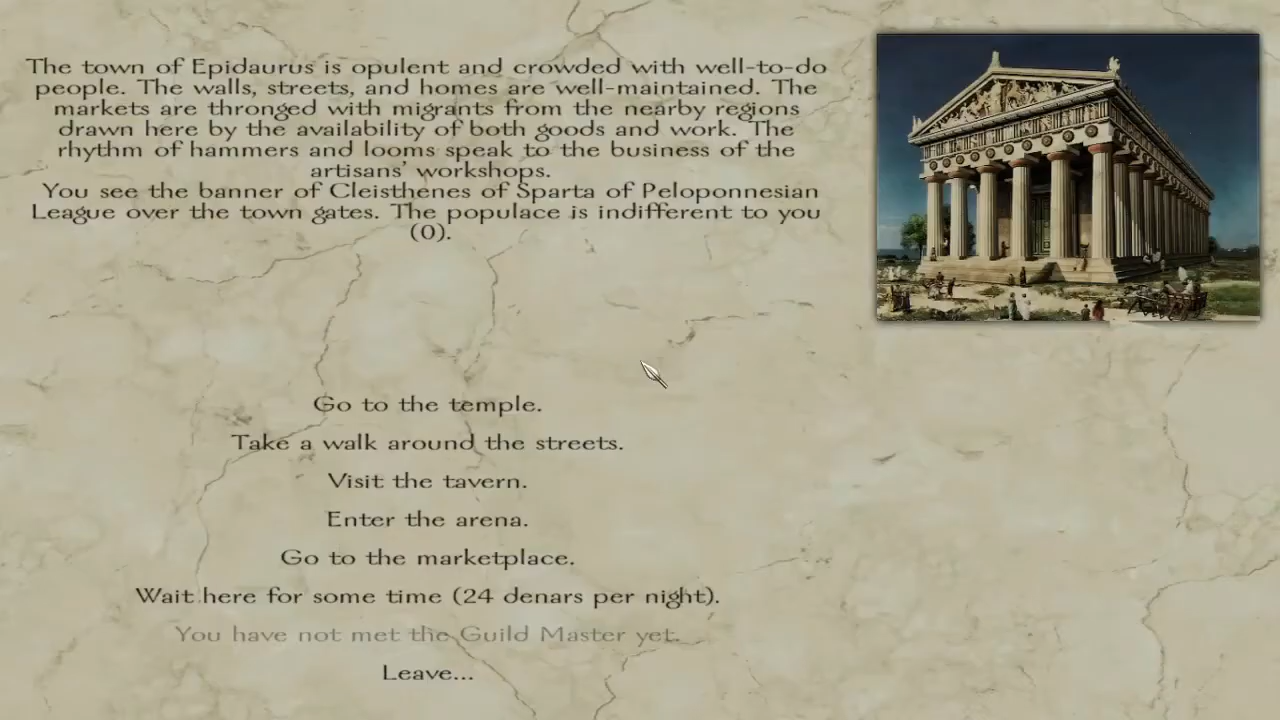 The town of Epidaurus is opulent and crowded with well-to-do
people. The walls, streets, and homes are well-maintained. The
markets are thronged with migrants from the nearby regions
drawn here by the availability of both goods and work. The
rhythm of hammers and looms speak to the business of the
artisans' workshops.
You see the banner of Cleisthenes of Sparta of Peloponnesian
League over the town gates. The populace is indifferent to you
(0).
Go to the temple.
Take a walk around the streets.
Visit the tavern.
Enter the arena.
Go to the marketplace.
Wait here for some time (24 denars per night).
You have not met the Guild Master yet.
Leave...